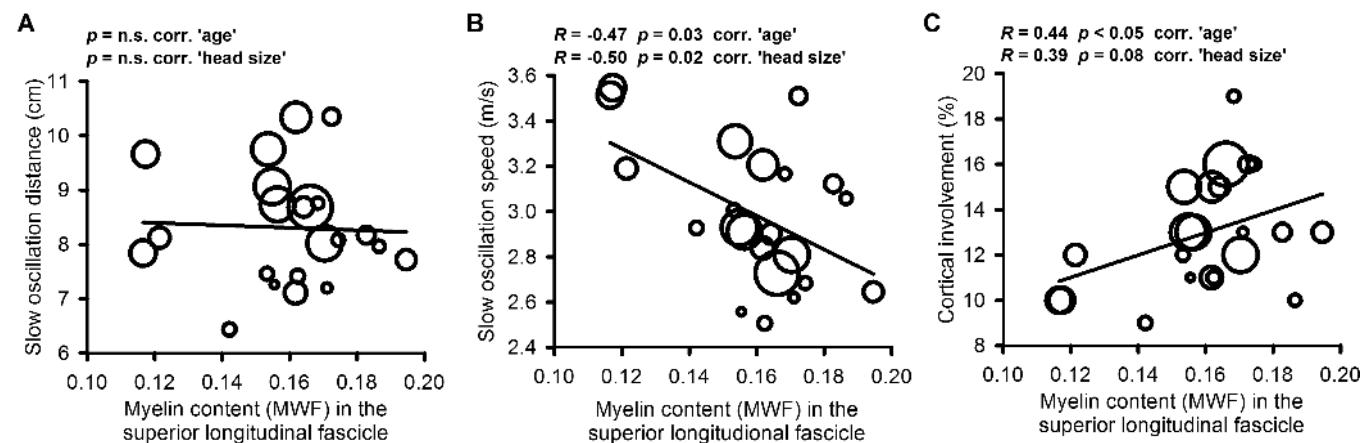 A
p = n.s. corr. 'age'
p = n.s. corr. 'head size'
Slow oscillation distance (cm)
11
10
9
8
7
6
0.10 0.12 0.14 0.16 0.18 0.20
Myelin content (MWF) in the
superior longitudinal fascicle
B
R = -0.47 p = 0.03 corr. 'age'
R = -0.50 p = 0.02 corr. 'head size'
Slow oscillation speed (m/s)
3.6
3.4
3.2
3.0
2.8
2.6
2.4
0.10 0.12 0.14 0.16 0.18 0.20
Myelin content (MWF) in the
superior longitudional fascicle
C
R = 0.44 p < 0.05 corr. 'age'
R = 0.39 p = 0.08 corr. 'head size'
Cortical involvement (%)
20
18
16
14
12
10
8
0.10 0.12 0.14 0.16 0.18 0.20
Myelin content (MWF) in the
superior longitudinal fascicle